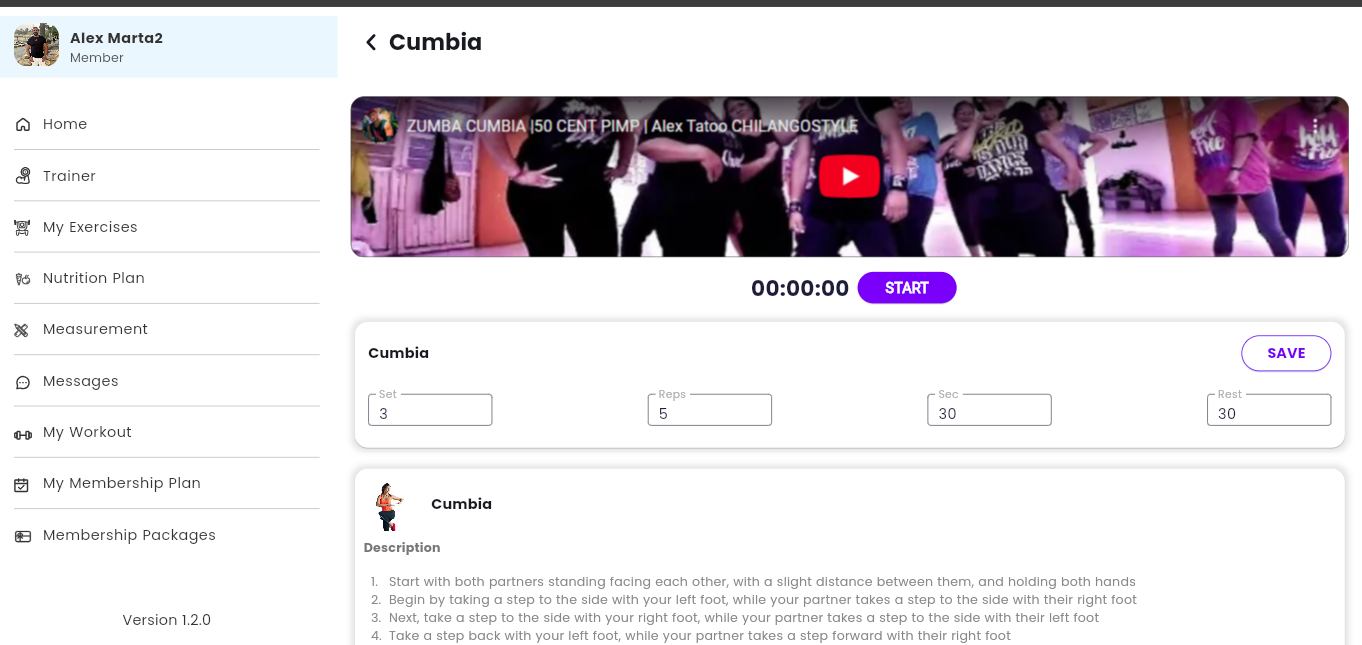 Alex Marta2
Member
Home
Trainer
My Exercises
Nutrition Plan
Measurement
Messages
My Workout
My Membership Plan
Membership Packages
Version 1.2.0
Cumbia
ZUMBA CUMBIA |50 CENT PIMP | Alex Tatoo CHILANGOSTYLE
00:00:00 START
Cumbia
SAVE
Set
3
Reps
5
Sec
30
Rest
30
Cumbia
Description
1. Start with both partners standing facing each other, with a slight distance between them, and holding both hands
2. Begin by taking a step to the side with your left foot, while your partner takes a step to the side with their right foot
3. Next, take a step to the side with your right foot, while your partner takes a step to the side with their left foot
4. Take a step back with your left foot, while your partner takes a step forward with their right foot